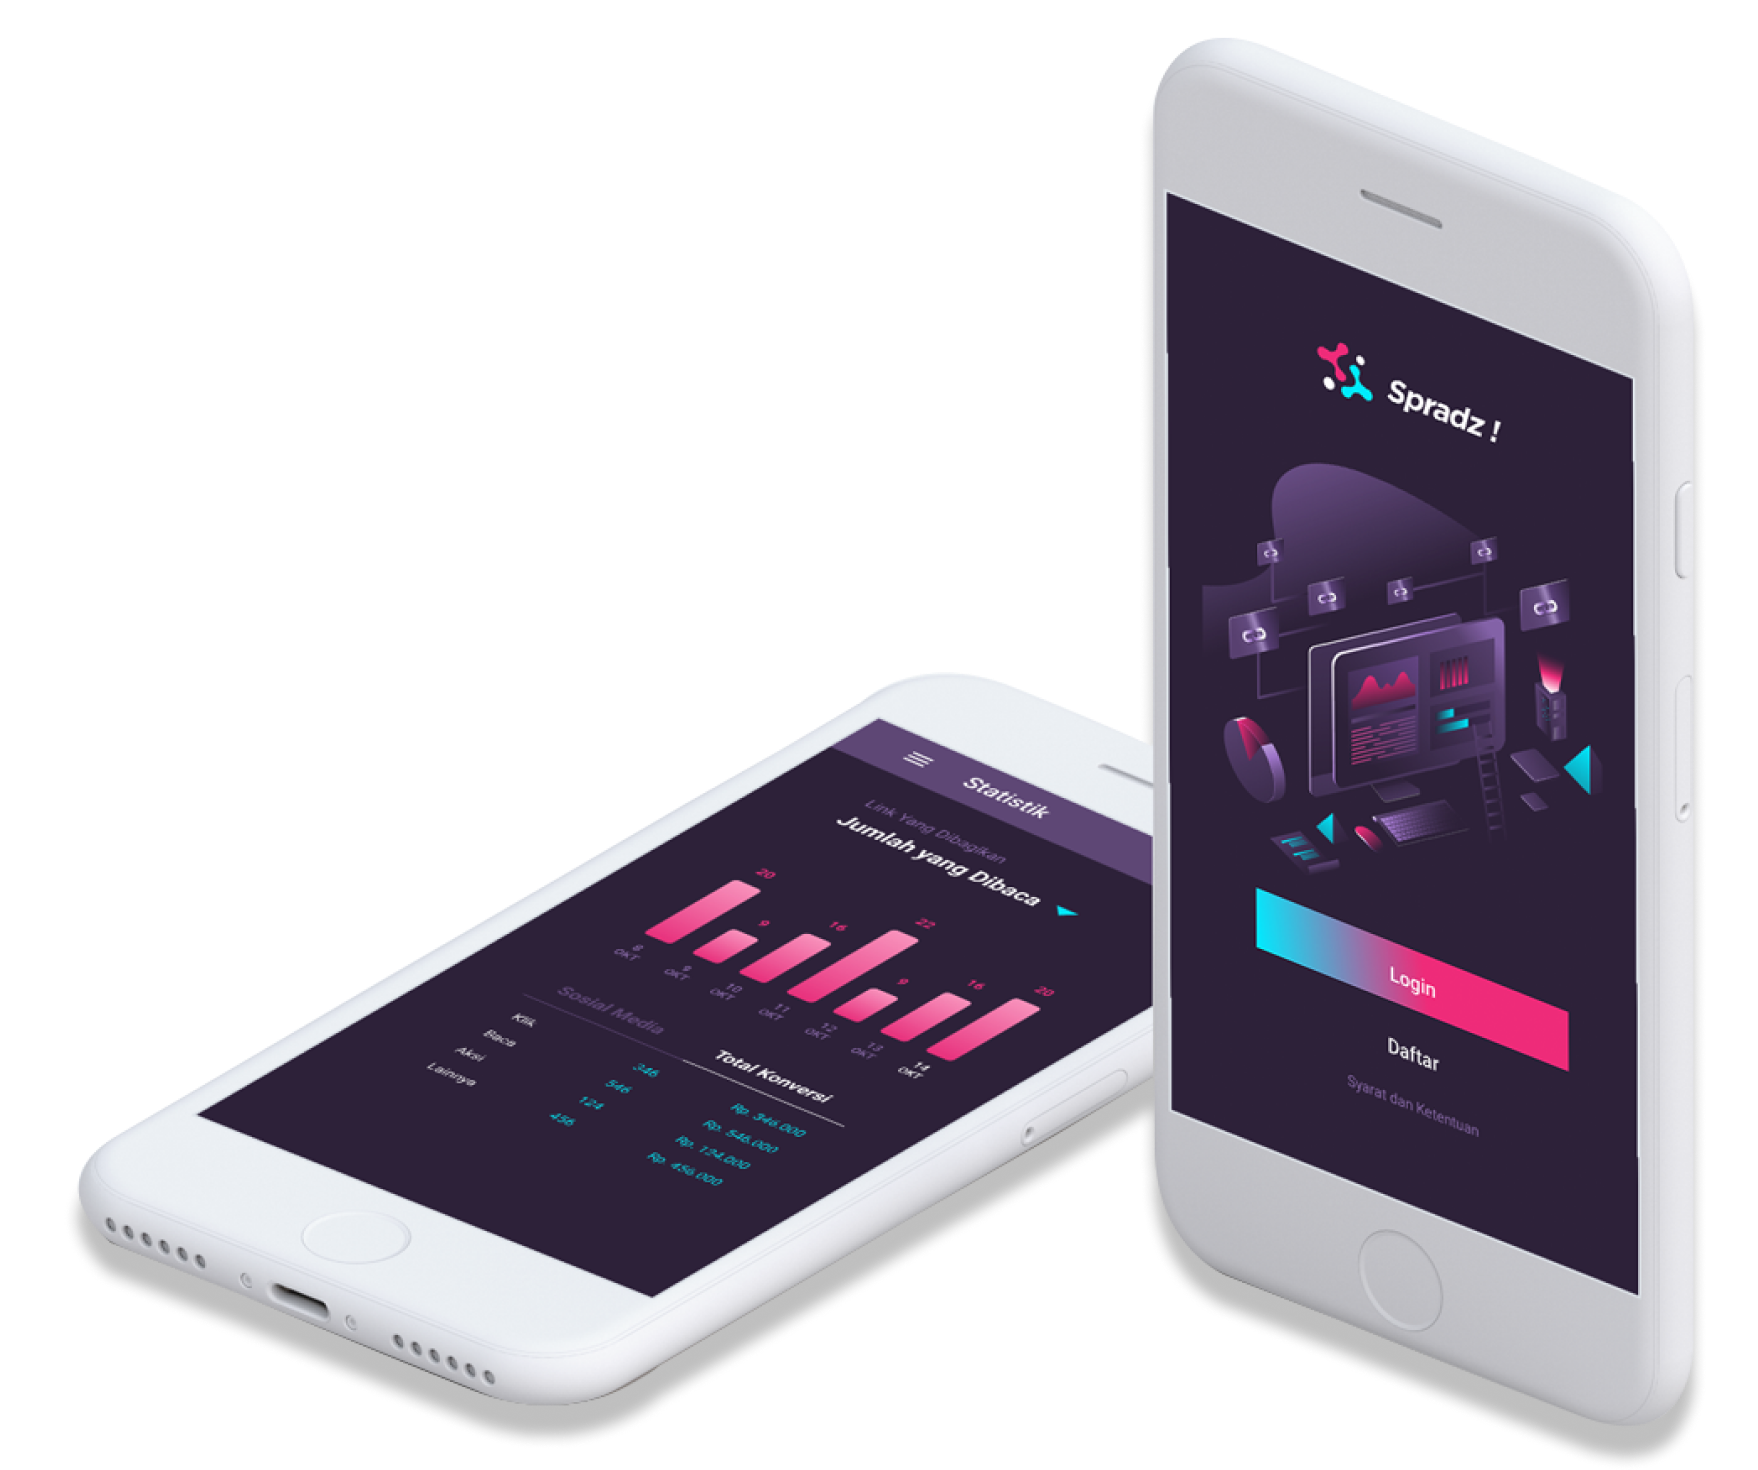 Statistik
Link Yang Dibagikan
Jumlah yang Dibaca
20 9 16 22 9 16 20
8 OKT
9 OKT
10 OKT
11 OKT
12 OKT
13 OKT
14 OKT
Sosial Media Total Konversi
Klik 346 Rp. 346.000
Baca 546 Rp. 546.000
Aksi 124 Rp. 124.000
Lainnya 456 Rp. 456.000
Spradz !
Login
Daftar
Syarat dan Ketentuan